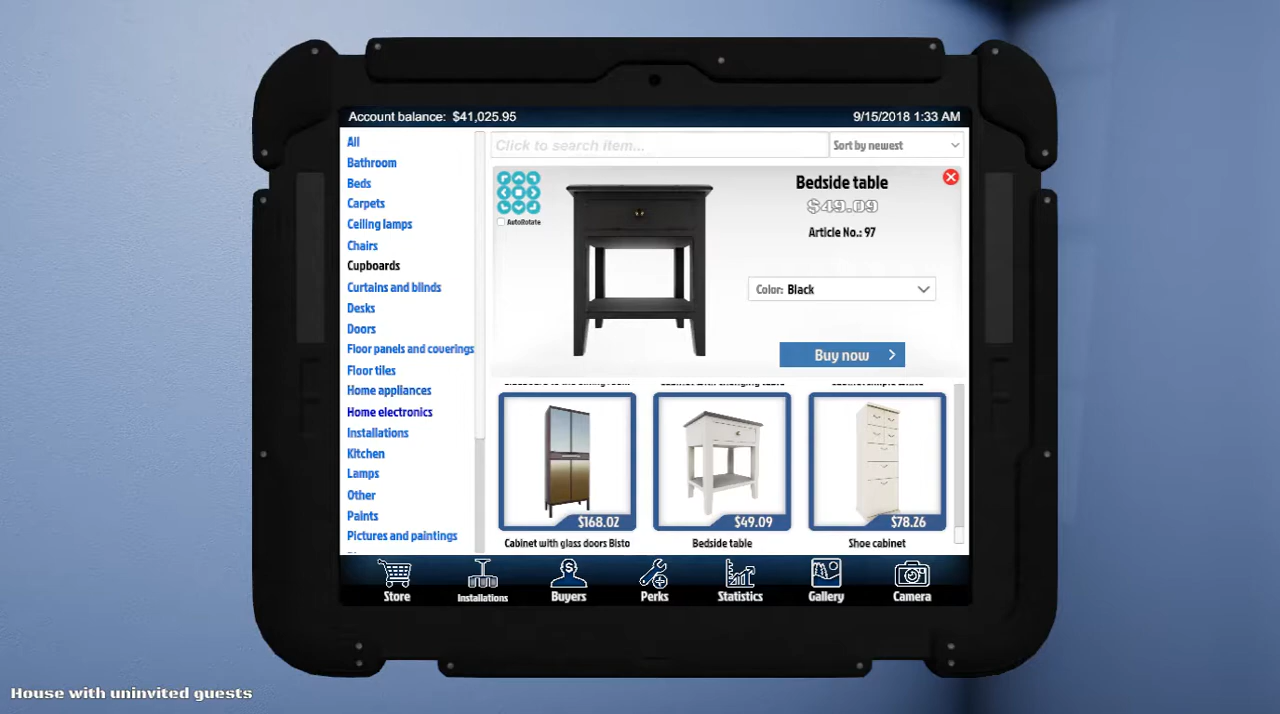 Account balance: $41,025.95
9/15/2018 1:33 AM
All
Bathroom
Beds
Carpets
Ceiling lamps
Chairs
Cupboards
Curtains and blinds
Desks
Doors
Floor panels and coverings
Floor tiles
Home appliances
Home electronics
Installations
Kitchen
Lamps
Other
Paints
Pictures and paintings
Click to search item...
Sort by newest
AutoRotate
Bedside table
$49.09
Article No.: 97
Color: Black
Buy now
$168.02
$49.09
$78.26
Cabinet with glass doors Bisto
Bedside table
Shoe cabinet
Store
Installations
Buyers
Perks
Statistics
Gallery
Camera
House with uninvited guests